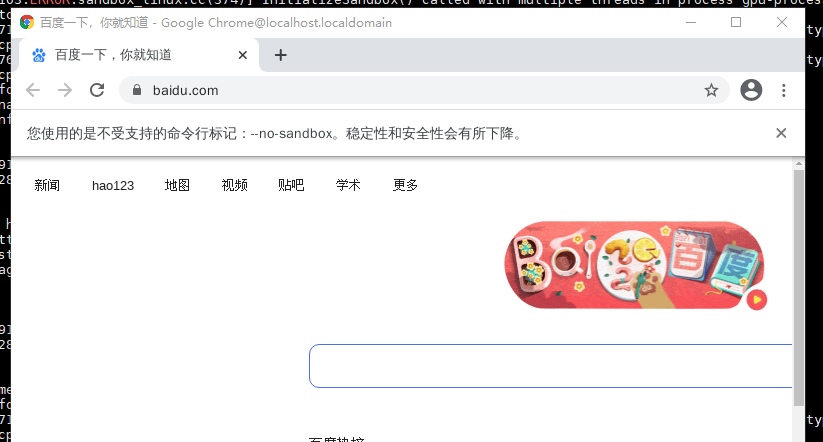 ERROR:sandbox_linux.cc(374)] InitializeSandbox() called with multiple threads in process gpu-proces
百度一下，你就知道 - Google Chrome@localhost.localdomain
百度一下，你就知道
baidu.com
您使用的是不受支持的命令行标记：--no-sandbox。稳定性和安全性会有所下降。
新闻 hao123 地图 视频 贴吧 学术 更多
百 度
百度热榜